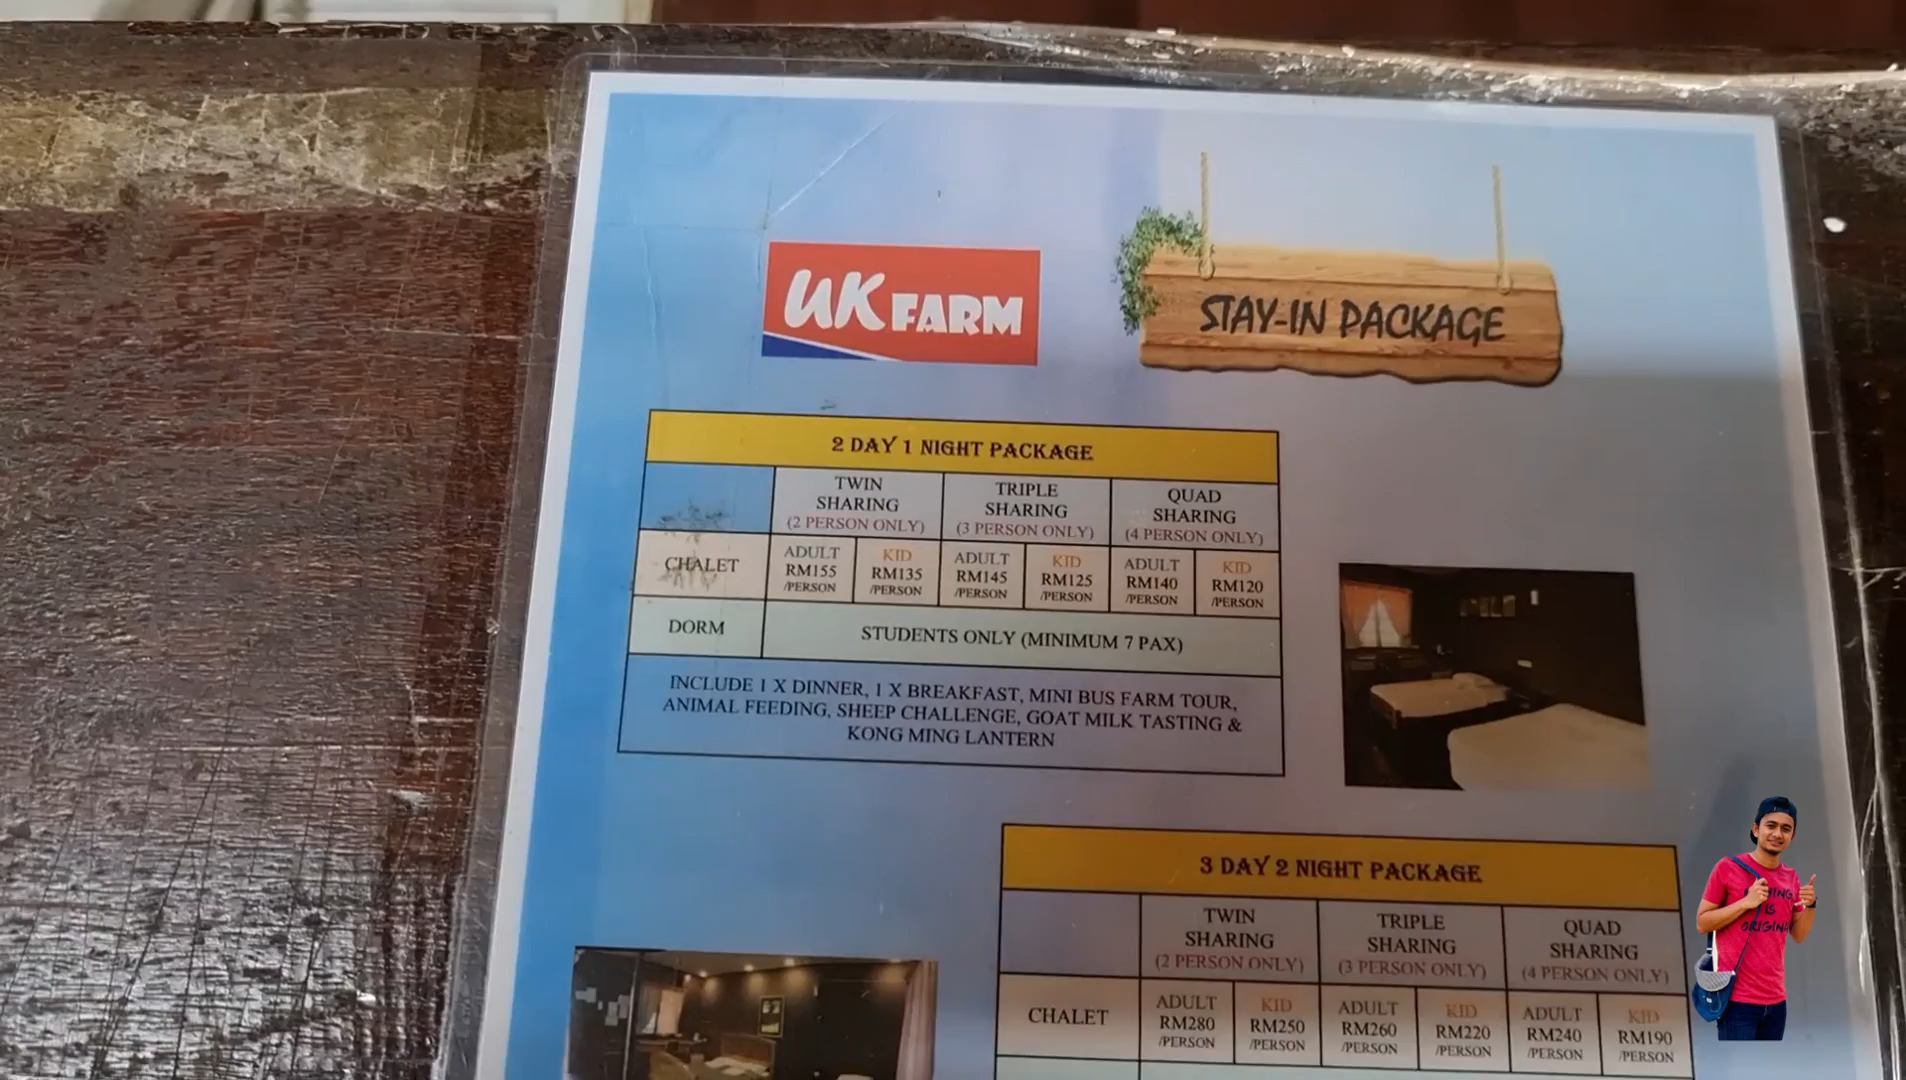 UK FARM
STAY-IN PACKAGE
2 DAY 1 NIGHT PACKAGE
TWIN SHARING (2 PERSON ONLY)
TRIPLE SHARING (3 PERSON ONLY)
QUAD SHARING (4 PERSON ONLY)
CHALET
ADULT RM155 /PERSON
KID RM135 /PERSON
ADULT RM145 /PERSON
KID RM125 /PERSON
ADULT RM140 /PERSON
KID RM120 /PERSON
DORM
STUDENTS ONLY (MINIMUM 7 PAX)
INCLUDE 1 X DINNER, 1 X BREAKFAST, MINI BUS FARM TOUR,
ANIMAL FEEDING, SHEEP CHALLENGE, GOAT MILK TASTING &
KONG MING LANTERN
3 DAY 2 NIGHT PACKAGE
TWIN SHARING (2 PERSON ONLY)
TRIPLE SHARING (3 PERSON ONLY)
QUAD SHARING (4 PERSON ONLY)
CHALET
ADULT RM280 /PERSON
KID RM250 /PERSON
ADULT RM260 /PERSON
KID RM220 /PERSON
ADULT RM240 /PERSON
KID RM190 /PERSON
IS